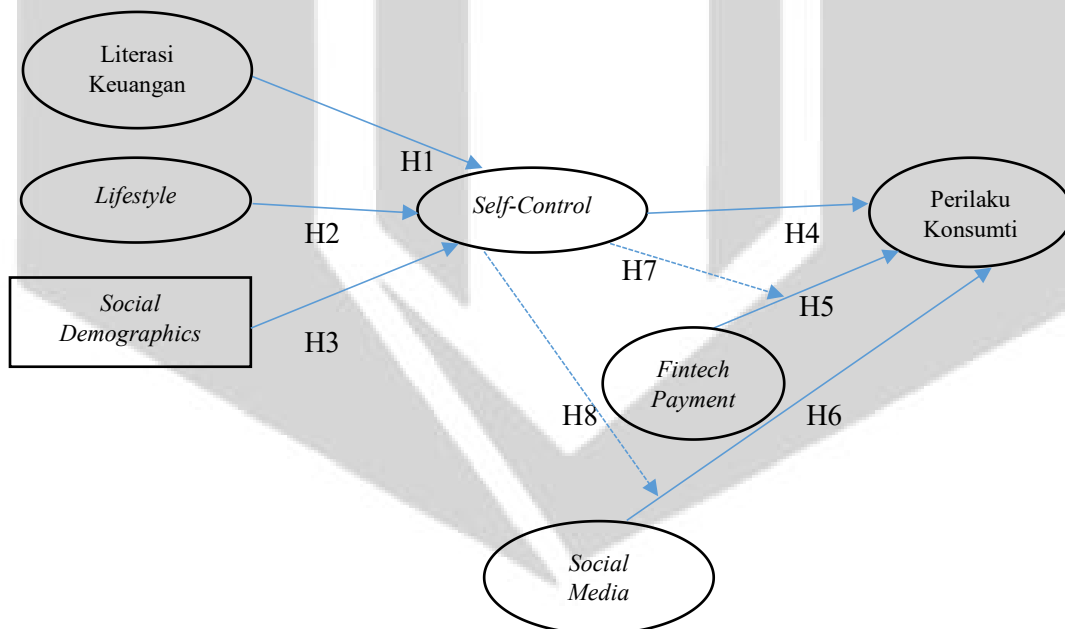 Literasi
Keuangan
H1
Lifestyle
H2
Self-Control
Perilaku
Konsumti
H4
H7
Social
Demographics
H3
H5
Fintech
Payment
H8
H6
Social
Media